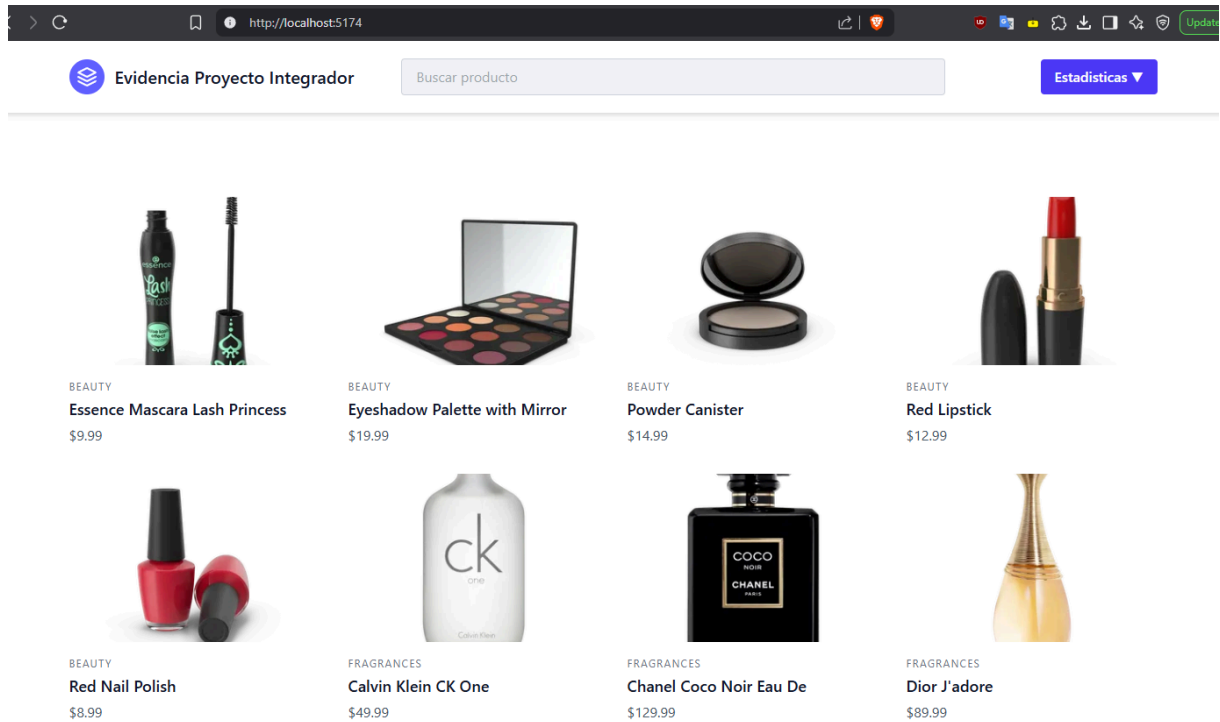 http://localhost:5174
Update
Evidencia Proyecto Integrador
Buscar producto
Estadisticas ▼
essence
Lash
PRINCESS
BEAUTY
Essence Mascara Lash Princess
$9.99
BEAUTY
Eyeshadow Palette with Mirror
$19.99
BEAUTY
Powder Canister
$14.99
BEAUTY
Red Lipstick
$12.99
ck
one
Calvin Klein
COCO
NOIR
CHANEL
PARIS
BEAUTY
Red Nail Polish
$8.99
FRAGRANCES
Calvin Klein CK One
$49.99
FRAGRANCES
Chanel Coco Noir Eau De
$129.99
FRAGRANCES
Dior J'adore
$89.99